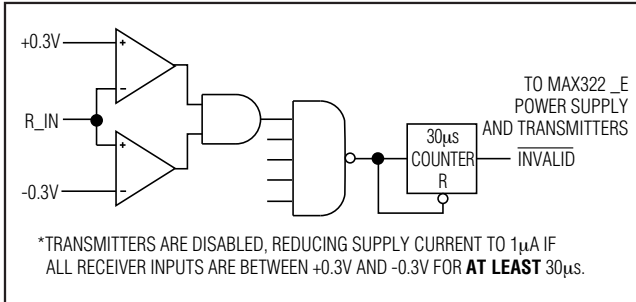 +0.3V
R_IN
-0.3V
+
-
+
-
30μs
COUNTER
R
TO MAX322 _E
POWER SUPPLY
AND TRANSMITTERS
INVALID
*TRANSMITTERS ARE DISABLED, REDUCING SUPPLY CURRENT TO 1μA IF
ALL RECEIVER INPUTS ARE BETWEEN +0.3V AND -0.3V FOR AT LEAST 30μs.